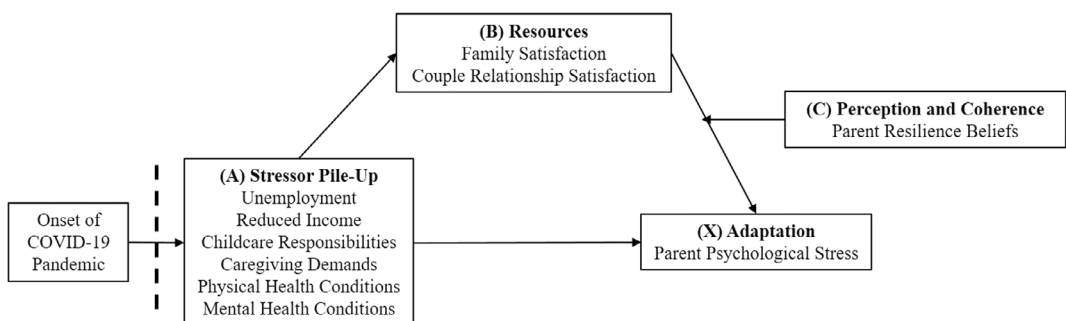 (B) Resources
Family Satisfaction
Couple Relationship Satisfaction
(C) Perception and Coherence
Parent Resilience Beliefs
(A) Stressor Pile-Up
Unemployment
Reduced Income
Childcare Responsibilities
Caregiving Demands
Physical Health Conditions
Mental Health Conditions
Onset of
COVID-19
Pandemic
(X) Adaptation
Parent Psychological Stress